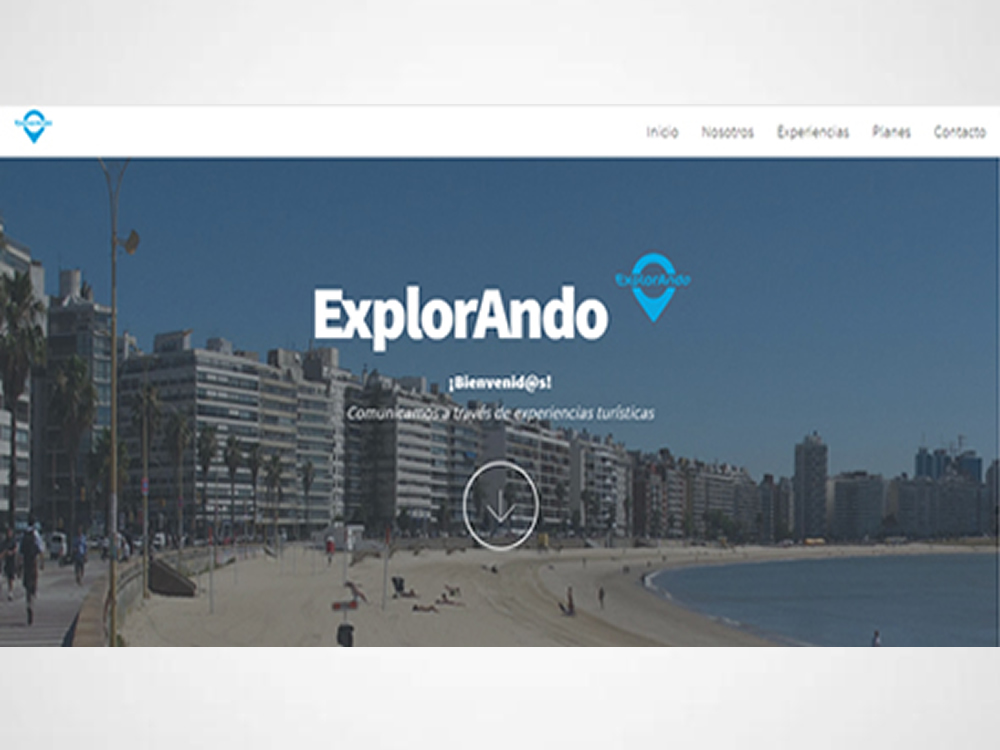 ExplorAndo
Inicio Nosotros Experiencias Planes Contacto
ExplorAndo
ExplorAndo
¡Bienvenid@s!
Comunicamos a través de experiencias turísticas